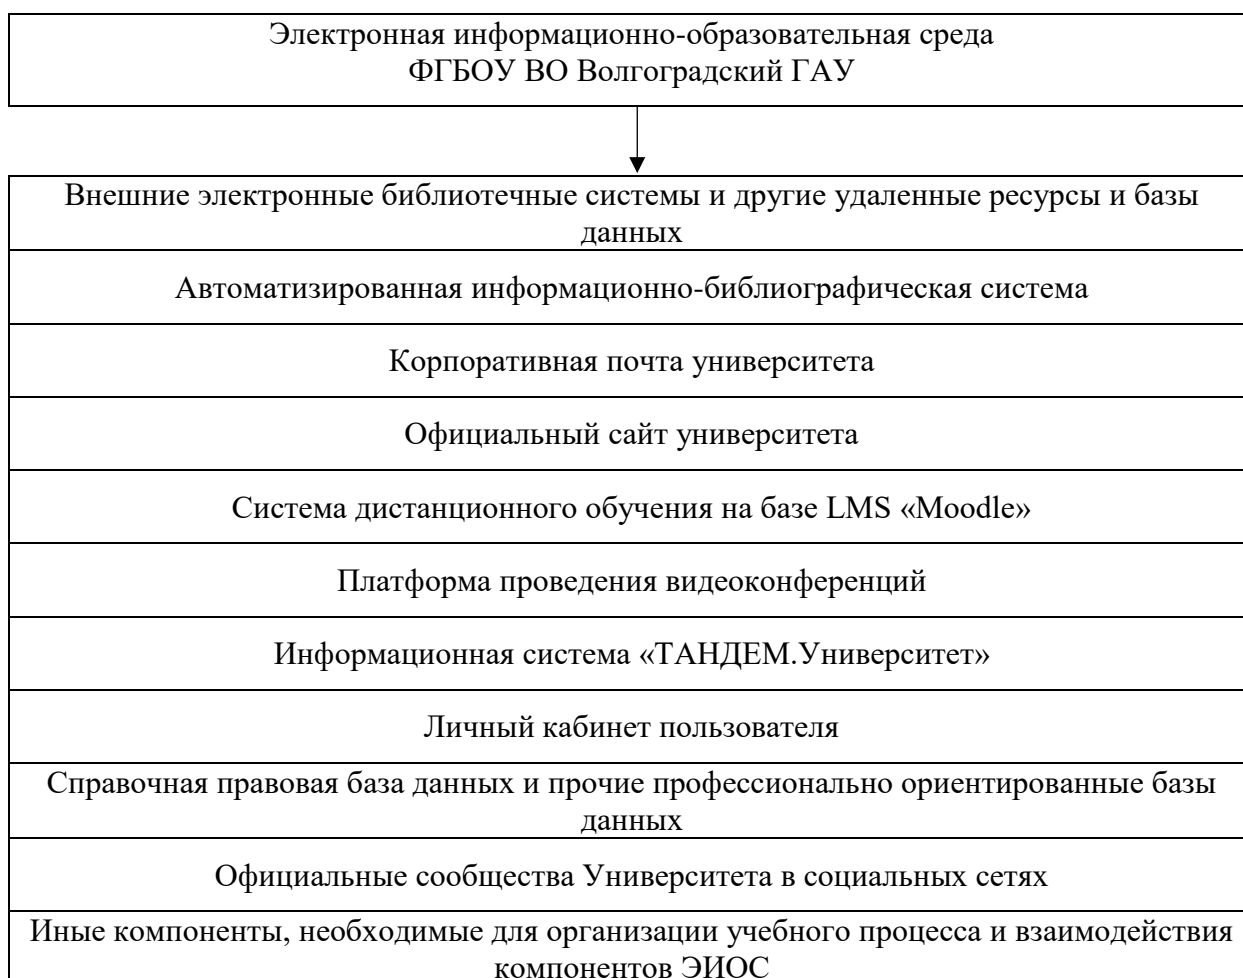 Электронная информационно-образовательная среда
ФГБОУ ВО Волгоградский ГАУ
Внешние электронные библиотечные системы и другие удаленные ресурсы и базы
данных
Автоматизированная информационно-библиографическая система
Корпоративная почта университета
Официальный сайт университета
Система дистанционного обучения на базе LMS «Moodle»
Платформа проведения видеоконференций
Информационная система «ТАНДЕМ.Университет»
Личный кабинет пользователя
Справочная правовая база данных и прочие профессионально ориентированные базы
данных
Официальные сообщества Университета в социальных сетях
Иные компоненты, необходимые для организации учебного процесса и взаимодействия
компонентов ЭИОС